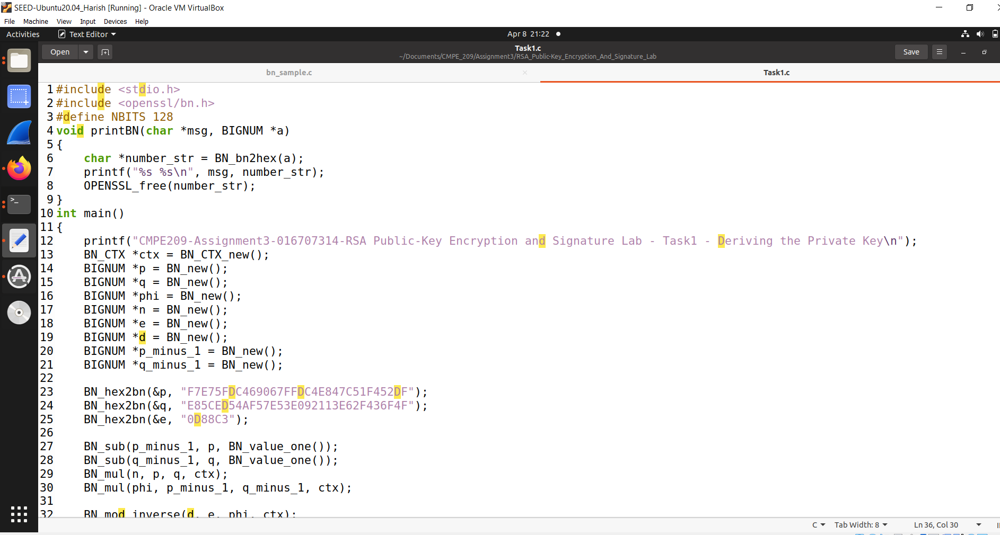 SEED-Ubuntu20.04_Harish [Running] - Oracle VM VirtualBox
File Machine View Input Devices Help
Activities Text Editor Apr 8 21:22
Open Task1.c Save
~/Documents/CMPE_209/Assignment3/RSA_Public-Key_Encryption_And_Signature_Lab
bn_sample.c × Task1.c
1 #include <stdio.h>
2 #include <openssl/bn.h>
3 #define NBITS 128
4 void printBN(char *msg, BIGNUM *a)
5 {
6     char *number_str = BN_bn2hex(a);
7     printf("%s %s\n", msg, number_str);
8     OPENSSL_free(number_str);
9 }
10 int main()
11 {
12     printf("CMPE209-Assignment3-016707314-RSA Public-Key Encryption and Signature Lab - Task1 - Deriving the Private Key\n");
13     BN_CTX *ctx = BN_CTX_new();
14     BIGNUM *p = BN_new();
15     BIGNUM *q = BN_new();
16     BIGNUM *phi = BN_new();
17     BIGNUM *n = BN_new();
18     BIGNUM *e = BN_new();
19     BIGNUM *d = BN_new();
20     BIGNUM *p_minus_1 = BN_new();
21     BIGNUM *q_minus_1 = BN_new();
22
23     BN_hex2bn(&p, "F7E75FDC469067FFDC4E847C51F452DF");
24     BN_hex2bn(&q, "E85CED54AF57E53E092113E62F436F4F");
25     BN_hex2bn(&e, "0D88C3");
26
27     BN_sub(p_minus_1, p, BN_value_one());
28     BN_sub(q_minus_1, q, BN_value_one());
29     BN_mul(n, p, q, ctx);
30     BN_mul(phi, p_minus_1, q_minus_1, ctx);
31
32     BN_mod_inverse(d, e, phi, ctx);
C Tab Width: 8 Ln 36, Col 30